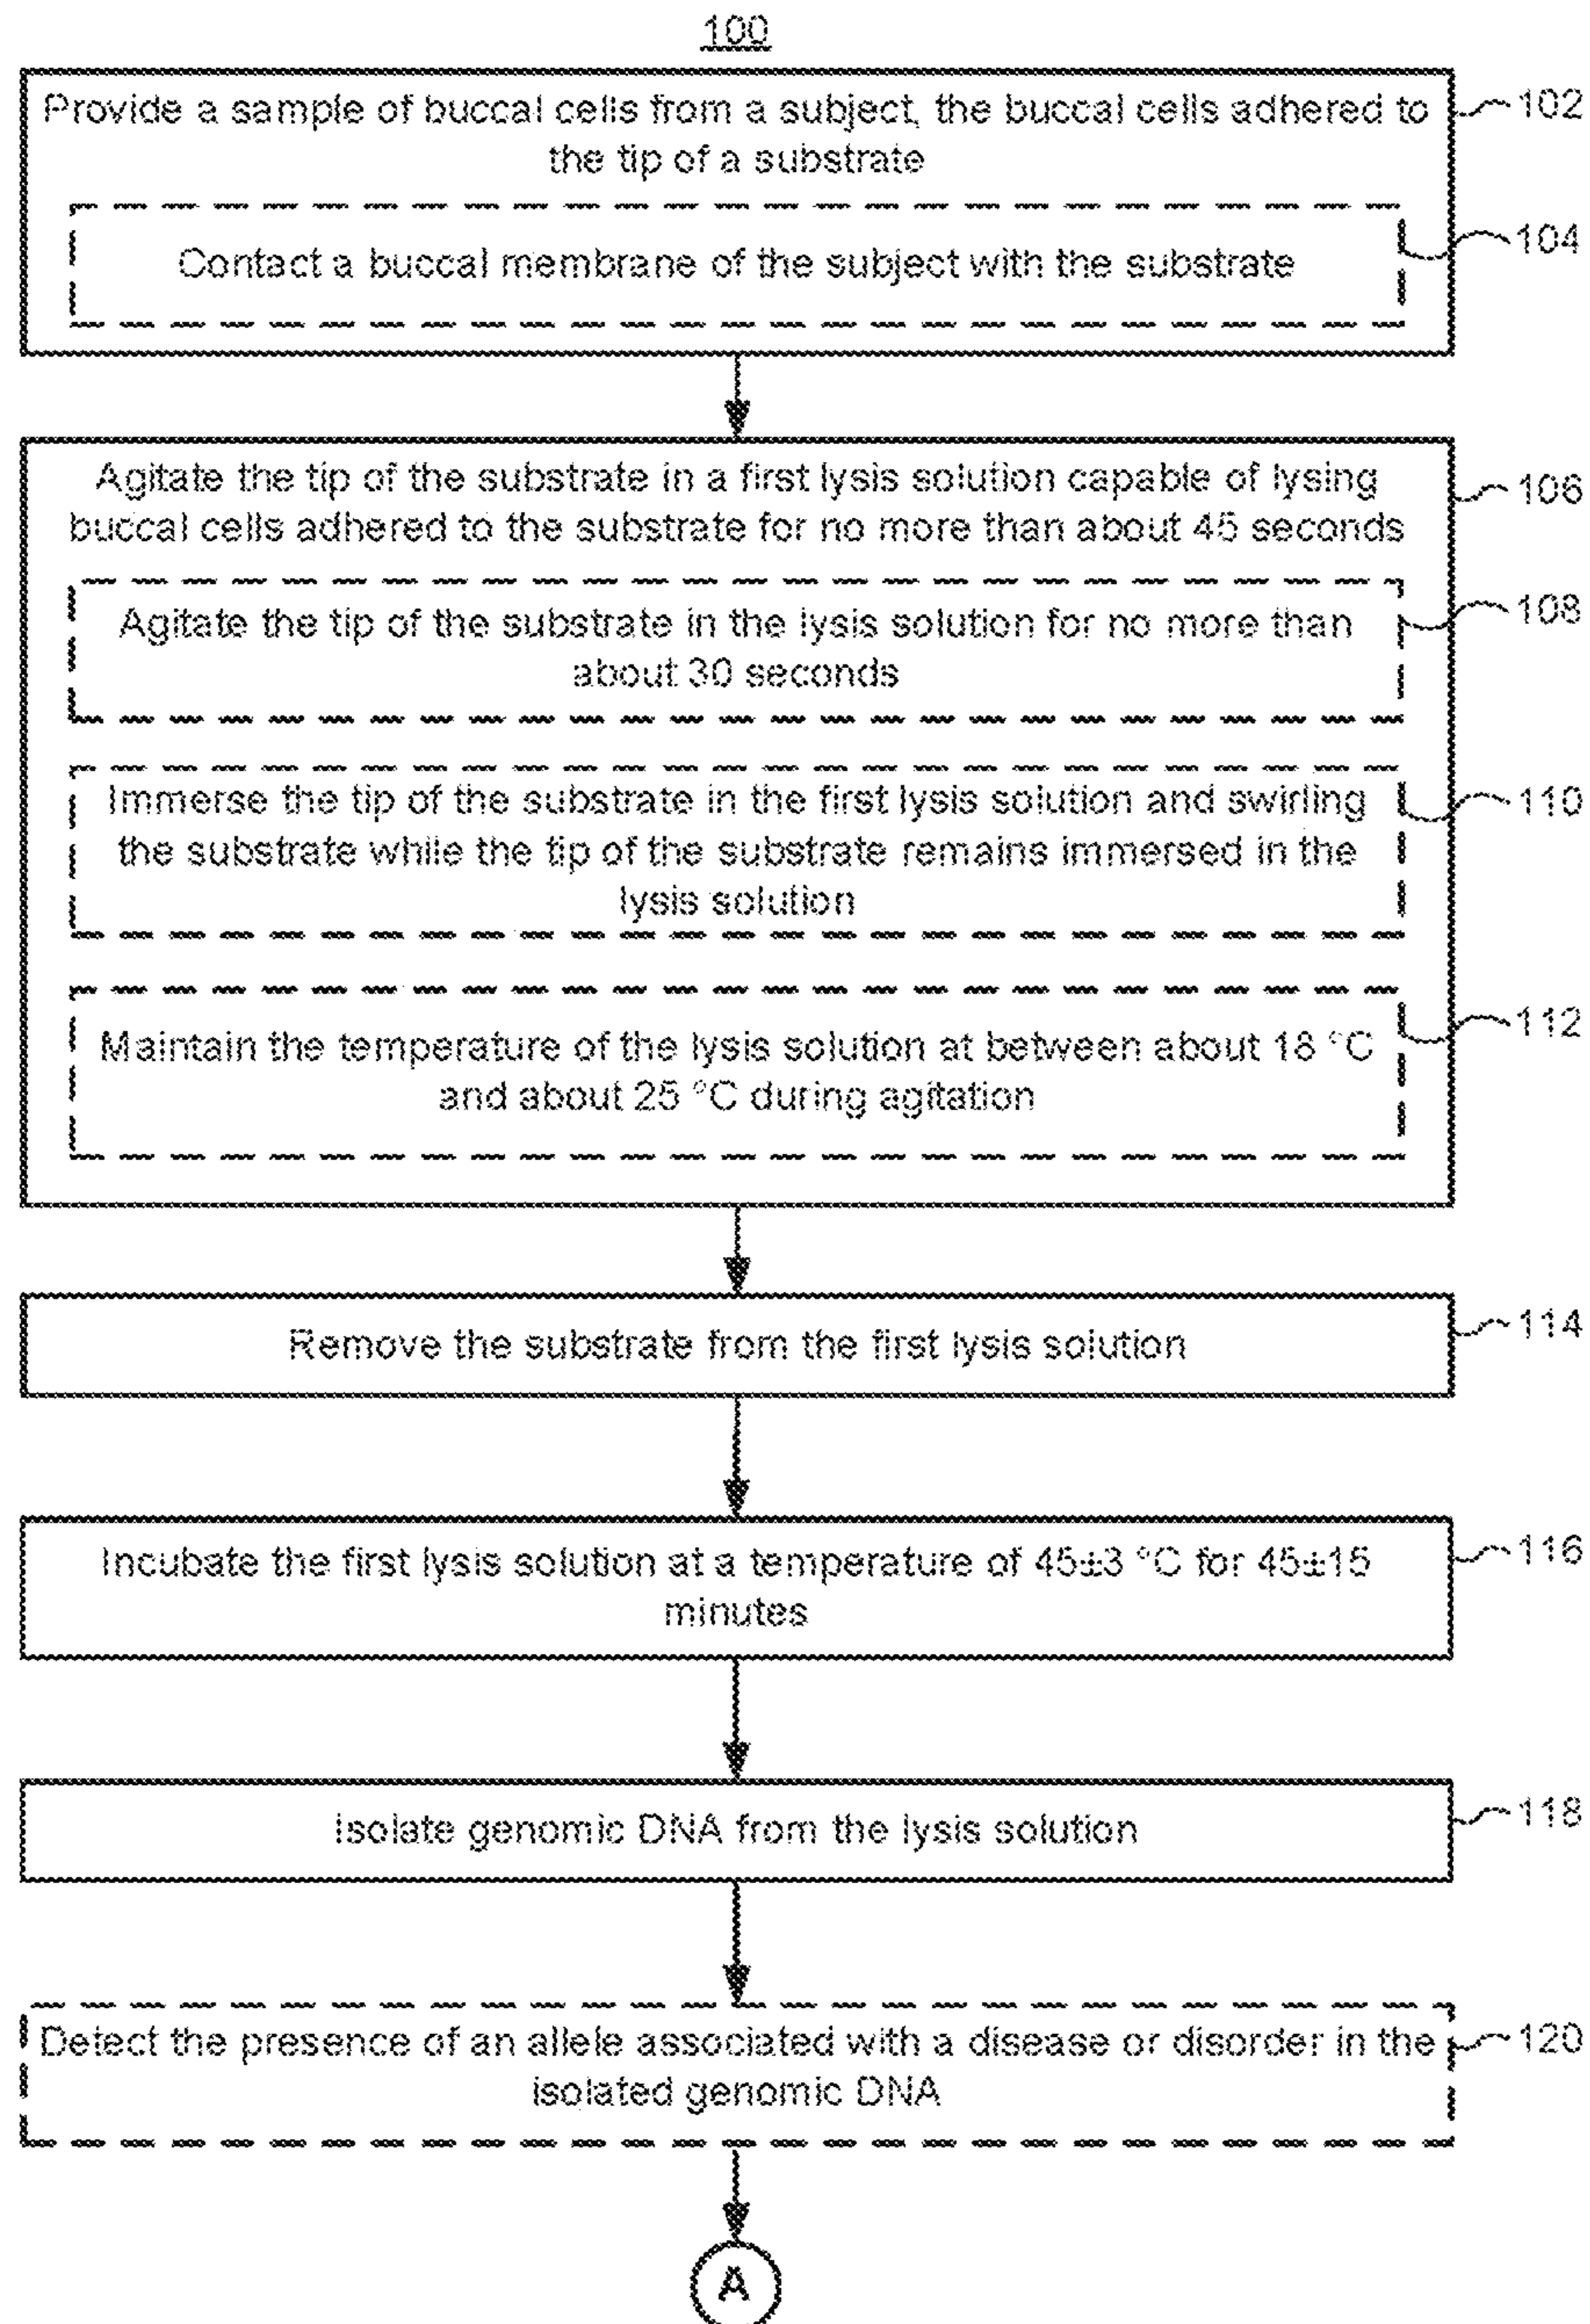 100
Provide a sample of buccal cells from a subject, the buccal cells adhered to
the tip of a substrate
102
Contact a buccal membrane of the subject with the substrate
104
Agitate the tip of the substrate in a first lysis solution capable of lysing
buccal cells adhered to the substrate for no more than about 45 seconds
106
Agitate the tip of the substrate in the lysis solution for no more than
about 30 seconds
108
Immerse the tip of the substrate in the first lysis solution and swirling
the substrate while the tip of the substrate remains immersed in the
lysis solution
110
Maintain the temperature of the lysis solution at between about 18 °C
and about 25 °C during agitation
112
Remove the substrate from the first lysis solution
114
Incubate the first lysis solution at a temperature of 45±3 °C for 45±15
minutes
116
Isolate genomic DNA from the lysis solution
118
Detect the presence of an allele associated with a disease or disorder in the
isolated genomic DNA
120
A